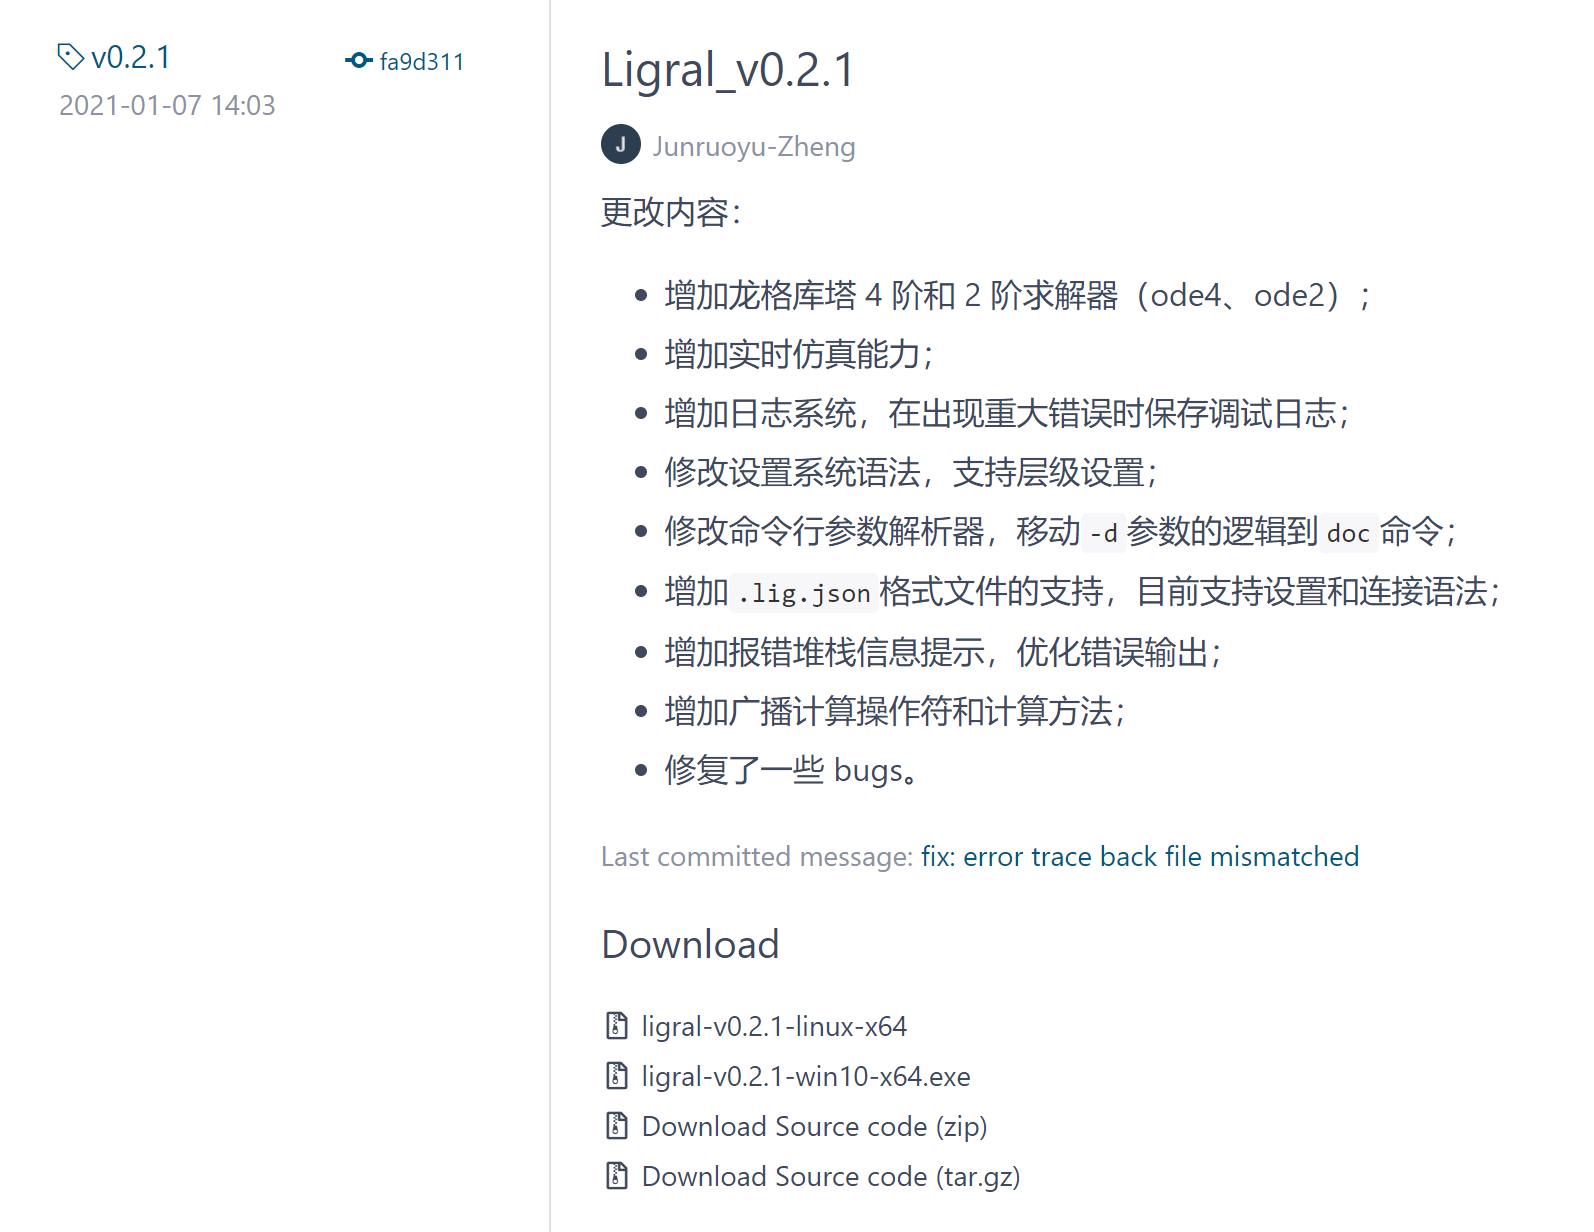 v0.2.1
fa9d311
2021-01-07 14:03
Ligral_v0.2.1
J Junruoyu-Zheng
更改内容：
增加龙格库塔 4 阶和 2 阶求解器（ode4、ode2）；
增加实时仿真能力；
增加日志系统，在出现重大错误时保存调试日志；
修改设置系统语法，支持层级设置；
修改命令行参数解析器，移动 -d 参数的逻辑到 doc 命令；
增加 .lig.json 格式文件的支持，目前支持设置和连接语法；
增加报错堆栈信息提示，优化错误输出；
增加广播计算操作符和计算方法；
修复了一些 bugs。
Last committed message: fix: error trace back file mismatched
Download
ligral-v0.2.1-linux-x64
ligral-v0.2.1-win10-x64.exe
Download Source code (zip)
Download Source code (tar.gz)